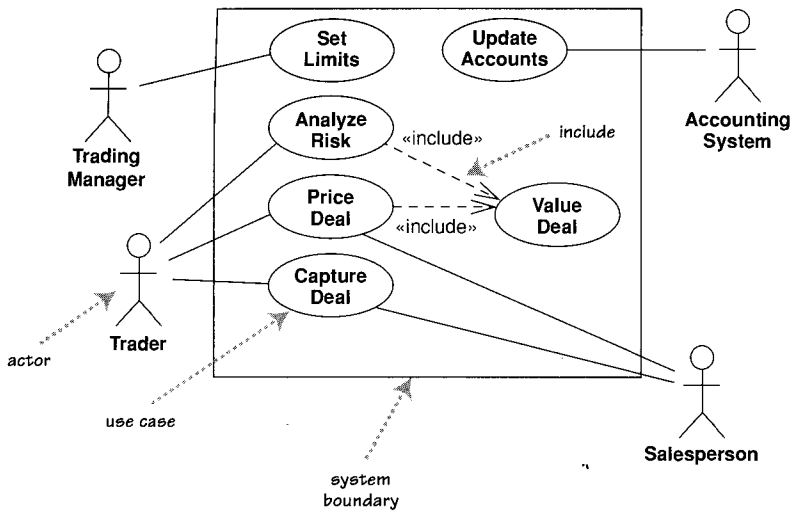 Set
Limits
Update
Accounts
Trading
Manager
Accounting
System
Analyze
Risk
«include»
include
Price
Deal
«include»
Value
Deal
Capture
Deal
Trader
actor
use case
system
boundary
Salesperson